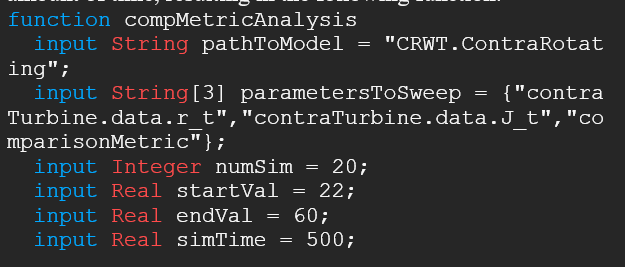 function compMetricAnalysis
  input String pathToModel = "CRWT.ContraRotat
ing";
  input String[3] parametersToSweep = {"contra
Turbine.data.r_t","contraTurbine.data.J_t","co
mparisonMetric"};
  input Integer numSim = 20;
  input Real startVal = 22;
  input Real endVal = 60;
  input Real simTime = 500;